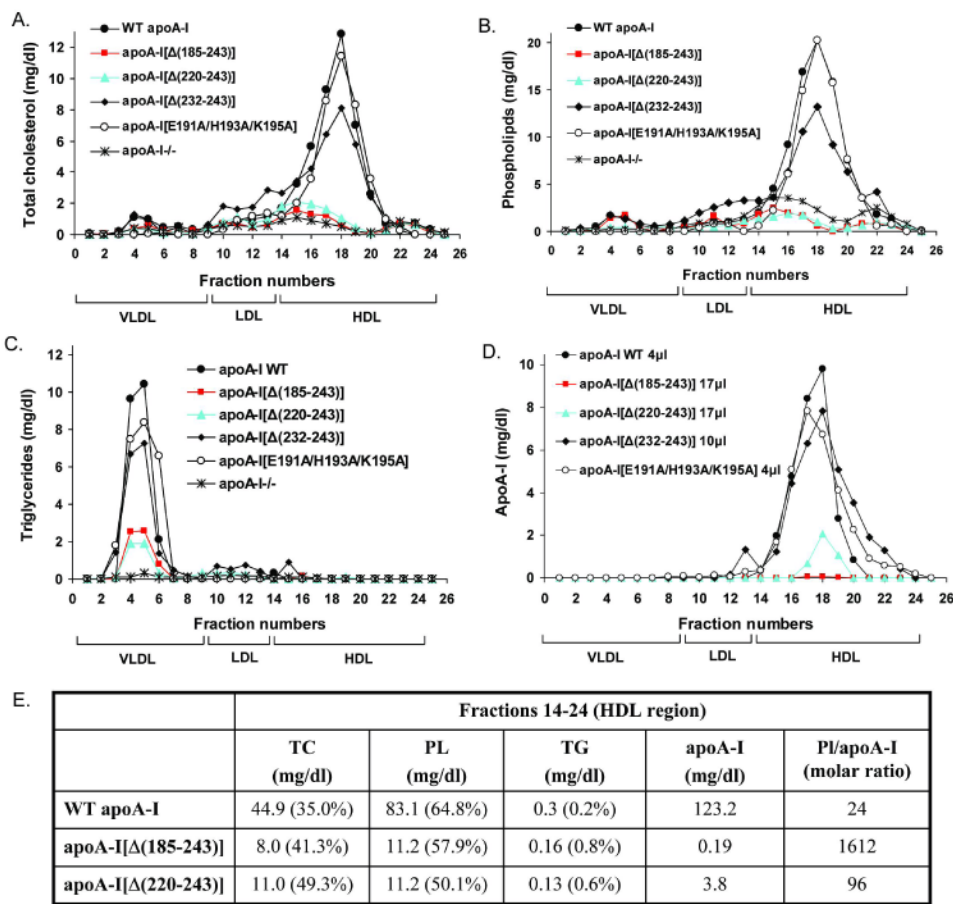 A.
WT apoA-I
apoA-I[Δ(185-243)]
apoA-I[Δ(220-243)]
apoA-I[Δ(232-243)]
apoA-I[E191A/H193A/K195A]
apoA-I-/-
Total cholesterol (mg/dl)
12
10
8
6
4
2
0
0 2 4 6 8 10 12 14 16 18 20 22 24 26
Fraction numbers
VLDL LDL HDL
B.
WT apoA-I
apoA-I[Δ(185-243)]
apoA-I[Δ(220-243)]
apoA-I[Δ(232-243)]
apoA-I[E191A/H193A/K195A]
apoA-I-/-
Phospholipds (mg/dl)
20
15
10
5
0
0 2 4 6 8 10 12 14 16 18 20 22 24 26
Fraction numbers
VLDL LDL HDL
C.
apoA-I WT
apoA-I[Δ(185-243)]
apoA-I[Δ(220-243)]
apoA-I[Δ(232-243)]
apoA-I[E191A/H193A/K195A]
apoA-I-/-
Triglycerides (mg/dl)
12
10
8
6
4
2
0
0 2 4 6 8 10 12 14 16 18 20 22 24 26
Fraction numbers
VLDL LDL HDL
D.
apoA-I WT 4µl
apoA-I[Δ(185-243)] 17µl
apoA-I[Δ(220-243)] 17µl
apoA-I[Δ(232-243)] 10µl
apoA-I[E191A/H193A/K195A] 4µl
ApoA-I (mg/dl)
10
8
6
4
2
0
0 2 4 6 8 10 12 14 16 18 20 22 24 26
Fraction numbers
VLDL LDL HDL
E.
Fractions 14-24 (HDL region)
TC (mg/dl) PL (mg/dl) TG (mg/dl) apoA-I (mg/dl) Pl/apoA-I (molar ratio)
WT apoA-I 44.9 (35.0%) 83.1 (64.8%) 0.3 (0.2%) 123.2 24
apoA-I[Δ(185-243)] 8.0 (41.3%) 11.2 (57.9%) 0.16 (0.8%) 0.19 1612
apoA-I[Δ(220-243)] 11.0 (49.3%) 11.2 (50.1%) 0.13 (0.6%) 3.8 96